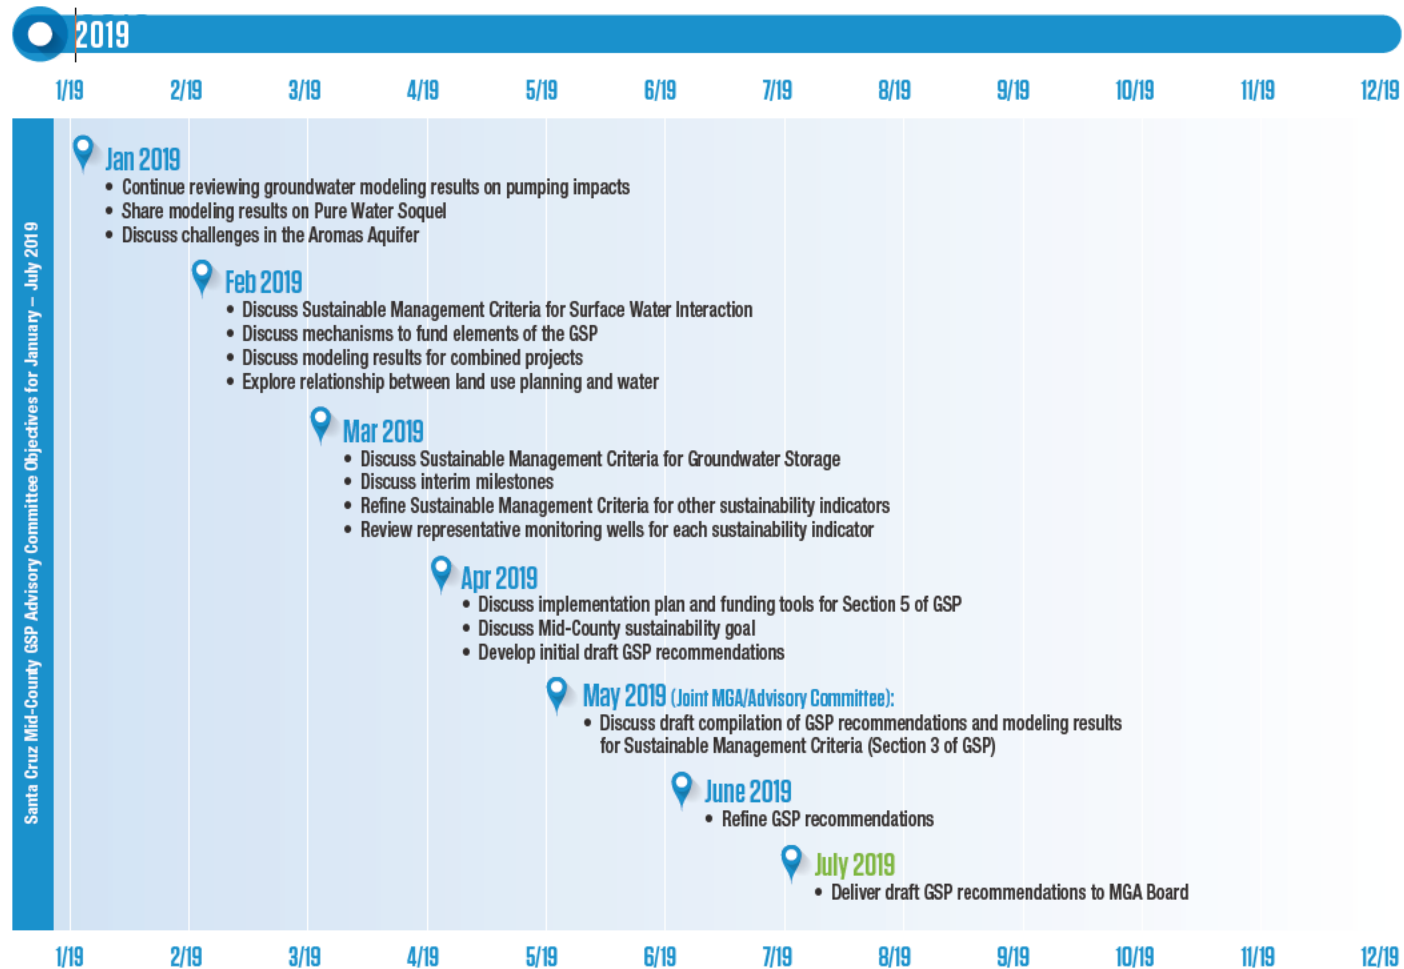 2019
1/19 2/19 3/19 4/19 5/19 6/19 7/19 8/19 9/19 10/19 11/19 12/19
Santa Cruz Mid-County GSP Advisory Committee Objectives for January – July 2019
Jan 2019
• Continue reviewing groundwater modeling results on pumping impacts
• Share modeling results on Pure Water Soquel
• Discuss challenges in the Aromas Aquifer
Feb 2019
• Discuss Sustainable Management Criteria for Surface Water Interaction
• Discuss mechanisms to fund elements of the GSP
• Discuss modeling results for combined projects
• Explore relationship between land use planning and water
Mar 2019
• Discuss Sustainable Management Criteria for Groundwater Storage
• Discuss interim milestones
• Refine Sustainable Management Criteria for other sustainability indicators
• Review representative monitoring wells for each sustainability indicator
Apr 2019
• Discuss implementation plan and funding tools for Section 5 of GSP
• Discuss Mid-County sustainability goal
• Develop initial draft GSP recommendations
May 2019 (Joint MGA/Advisory Committee):
• Discuss draft compilation of GSP recommendations and modeling results
for Sustainable Management Criteria (Section 3 of GSP)
June 2019
• Refine GSP recommendations
July 2019
• Deliver draft GSP recommendations to MGA Board
1/19 2/19 3/19 4/19 5/19 6/19 7/19 8/19 9/19 10/19 11/19 12/19